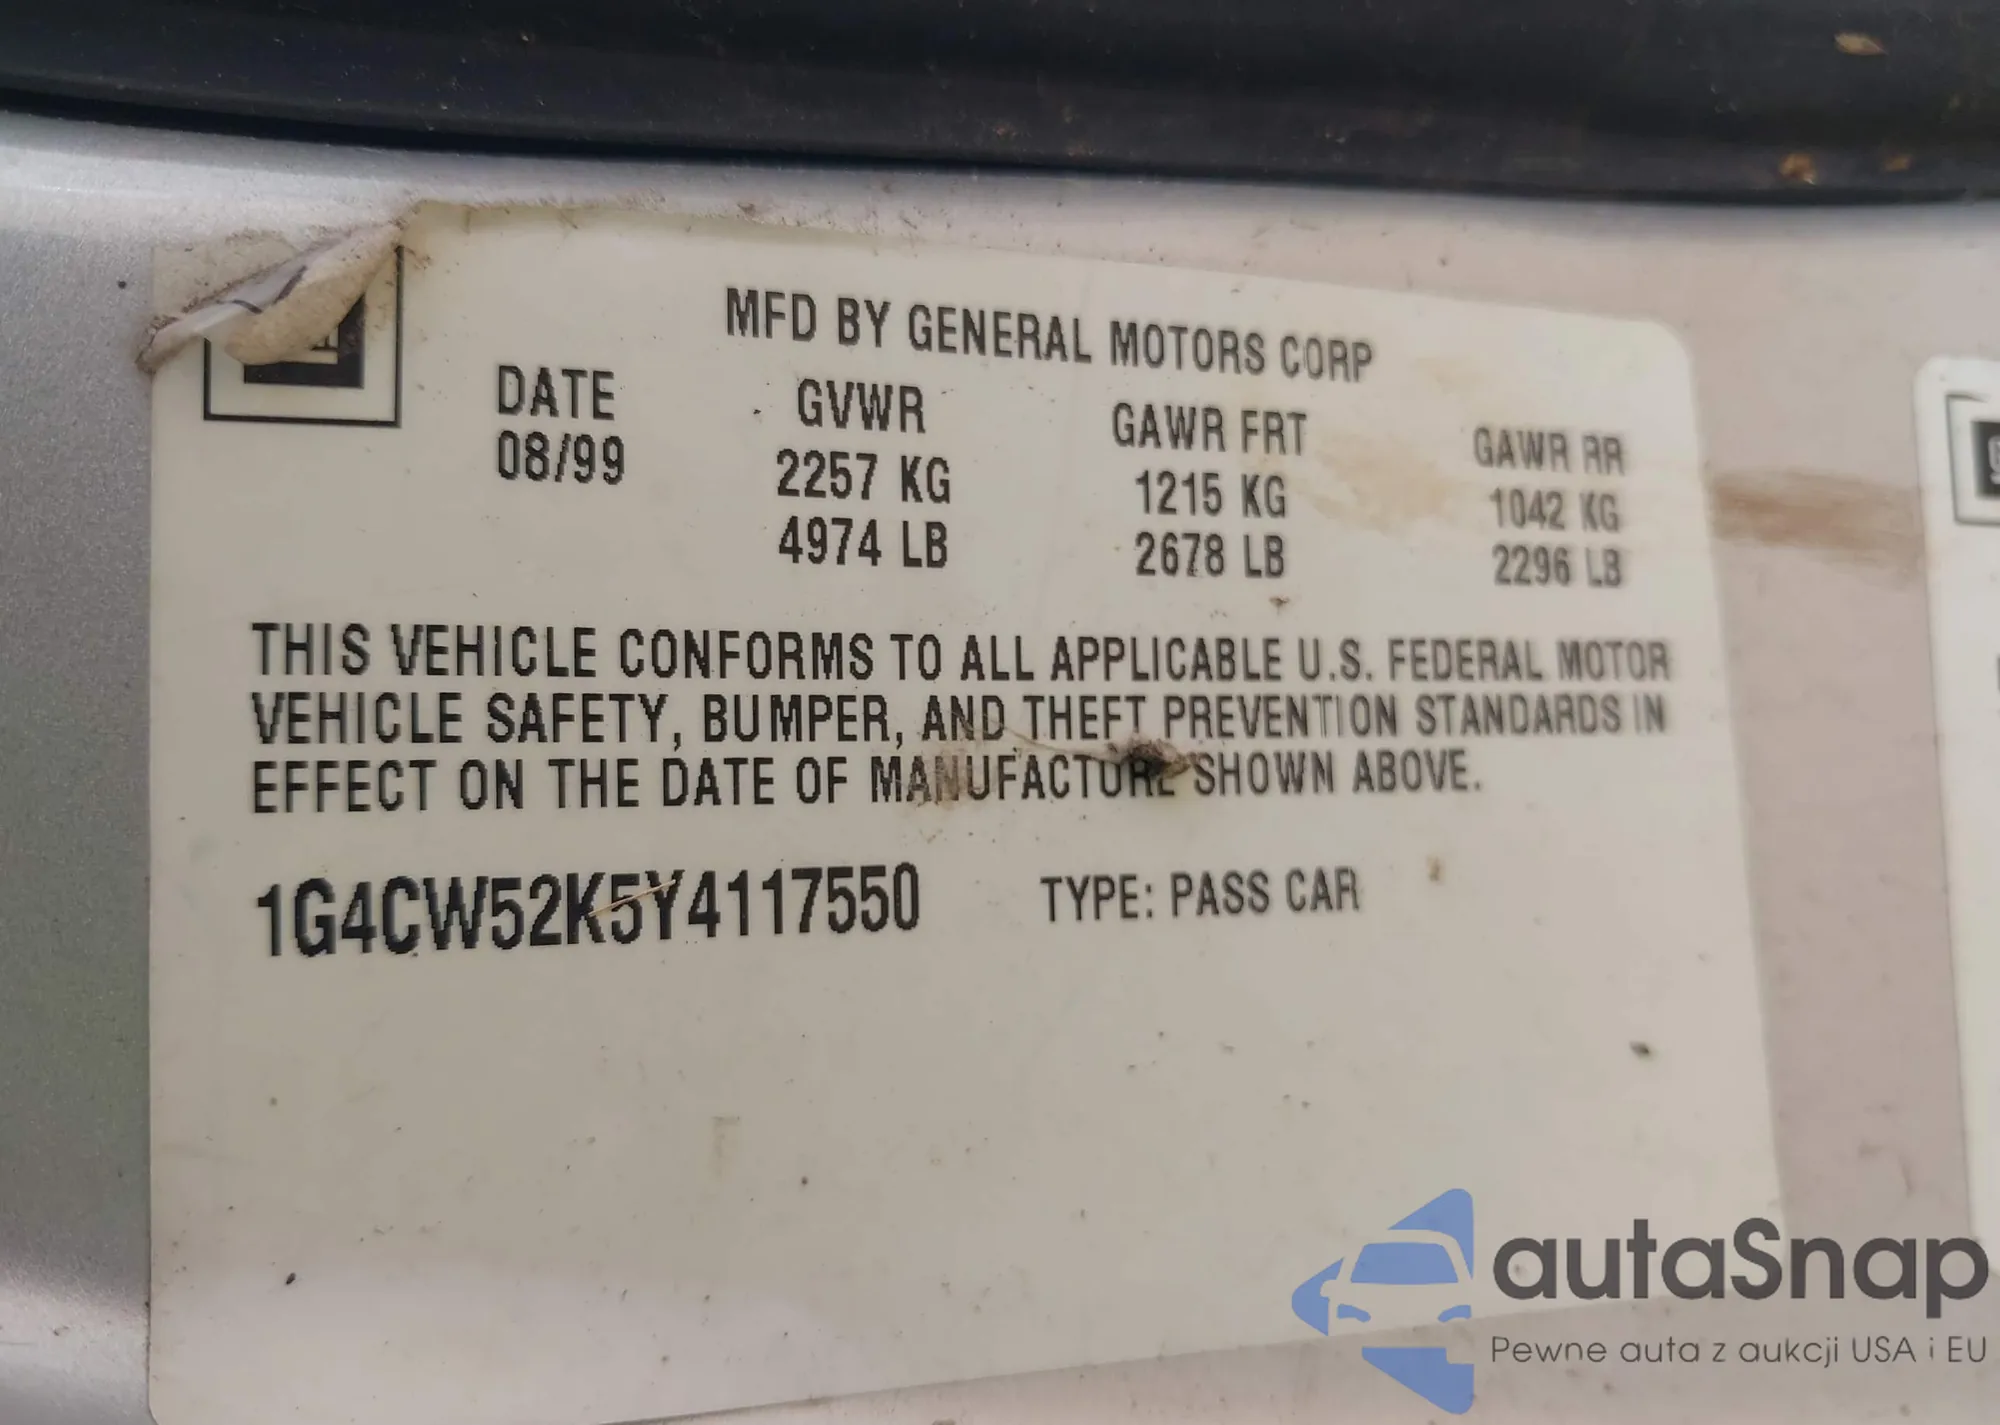 MFD BY GENERAL MOTORS CORP
DATE GVWR GAWR FRT GAWR RR
08/99 2257 KG 1215 KG 1042 KG
4974 LB 2678 LB 2296 LB
THIS VEHICLE CONFORMS TO ALL APPLICABLE U.S. FEDERAL MOTOR
VEHICLE SAFETY, BUMPER, AND THEFT PREVENTION STANDARDS IN
EFFECT ON THE DATE OF MANUFACTURE SHOWN ABOVE.
1G4CW52K5Y4117550 TYPE: PASS CAR
autaSnap
Pewne auta z aukcji USA i EU